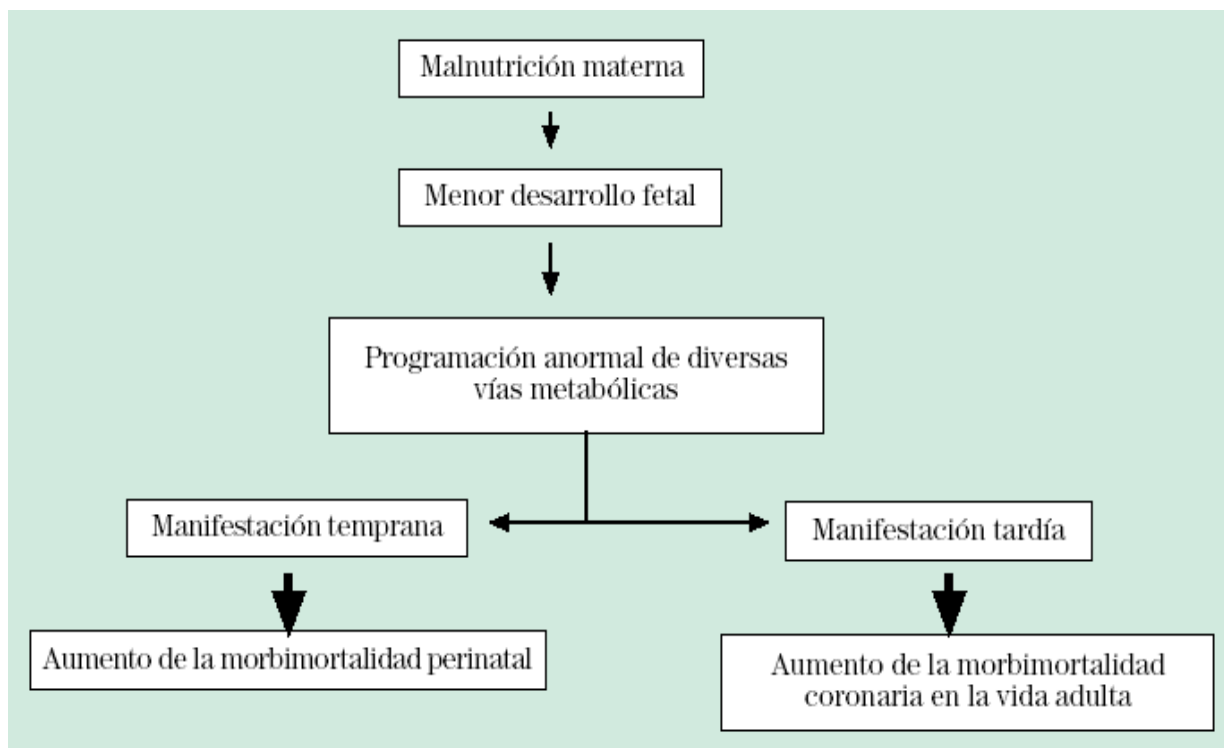 Malnutrición materna
Menor desarrollo fetal
Programación anormal de diversas
vías metabólicas
Manifestación temprana
Manifestación tardía
Aumento de la morbimortalidad perinatal
Aumento de la morbimortalidad
coronaria en la vida adulta